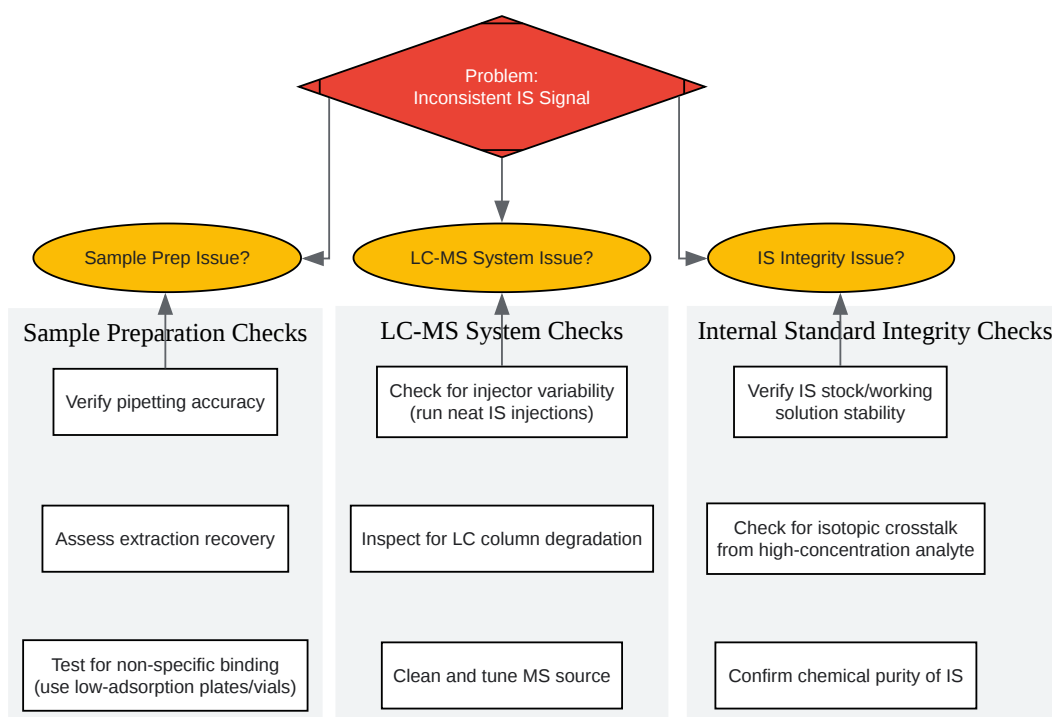 Problem:
Inconsistent IS Signal
Sample Prep Issue?
LC-MS System Issue?
IS Integrity Issue?
Sample Preparation Checks
Verify pipetting accuracy
Assess extraction recovery
Test for non-specific binding
(use low-adsorption plates/vials)
LC-MS System Checks
Check for injector variability
(run neat IS injections)
Inspect for LC column degradation
Clean and tune MS source
Internal Standard Integrity Checks
Verify IS stock/working
solution stability
Check for isotopic crosstalk
from high-concentration analyte
Confirm chemical purity of IS